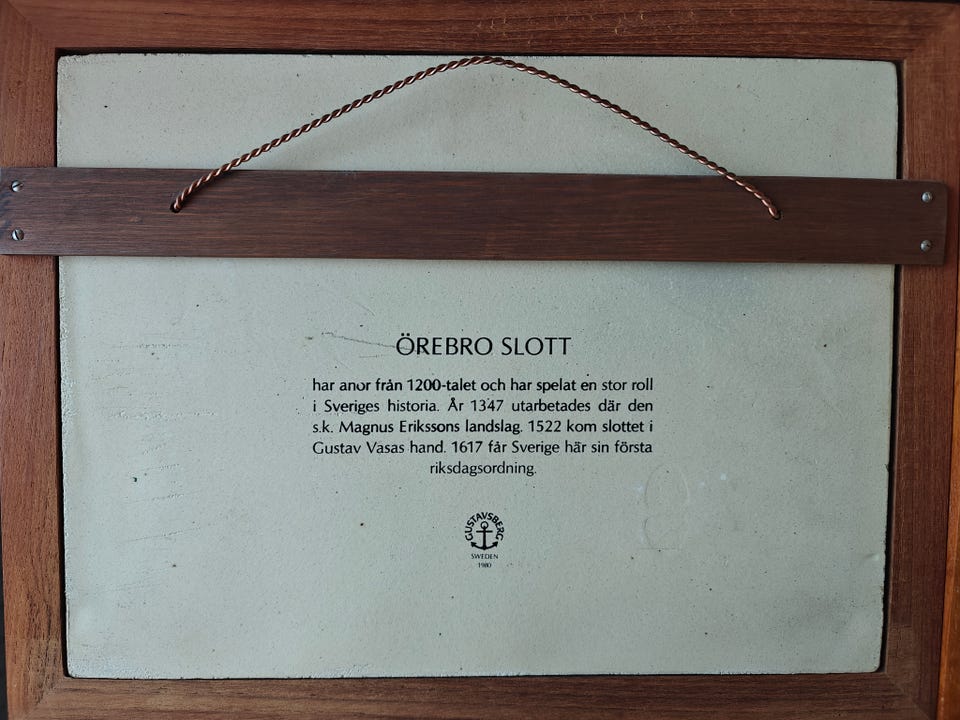 ÖREBRO SLOTT
har anor från 1200-talet och har spelat en stor roll
i Sveriges historia. År 1347 utarbetades där den
s.k. Magnus Erikssons landslag. 1522 kom slottet i
Gustav Vasas hand. 1617 får Sverige här sin första
riksdagsordning.
GUSTAVSBERG
SWEDEN
1980